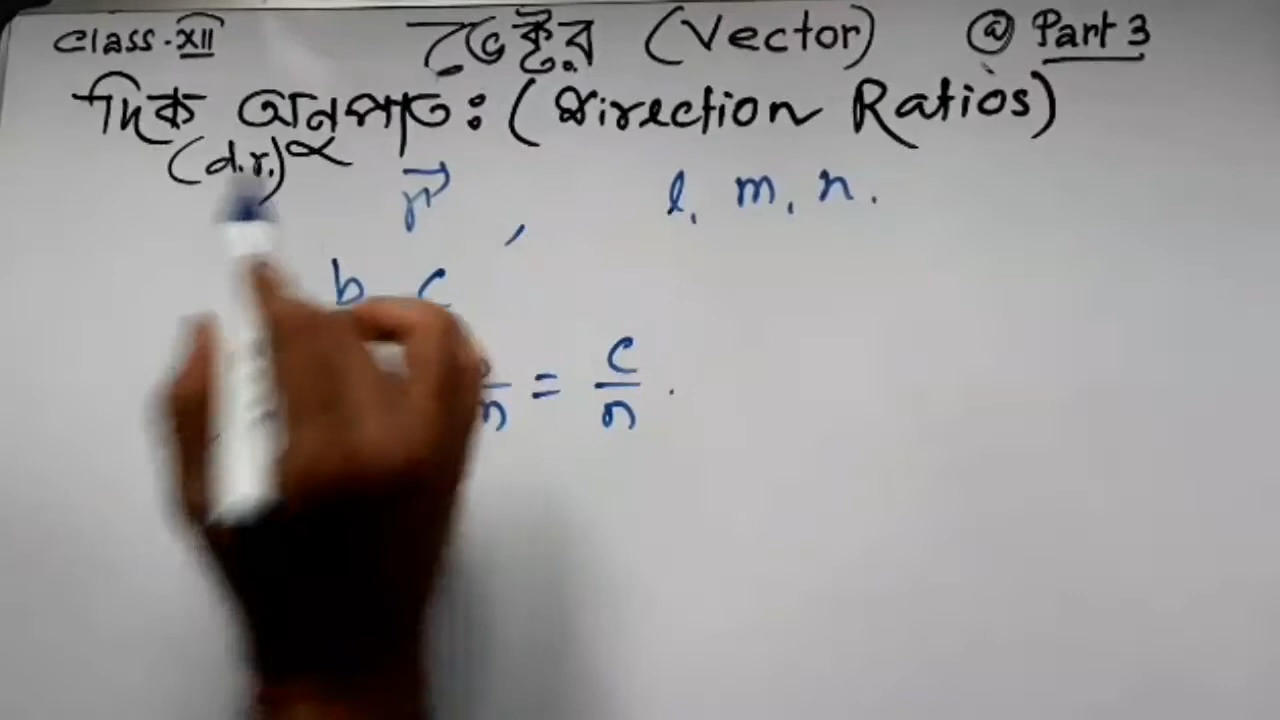 Class-XII ভেক্টর (Vector) @ Part 3
দিক অনুপাত: (Direction Ratios)
(d.r.)
r⃗ , l, m, n.
b c
n = c/n .